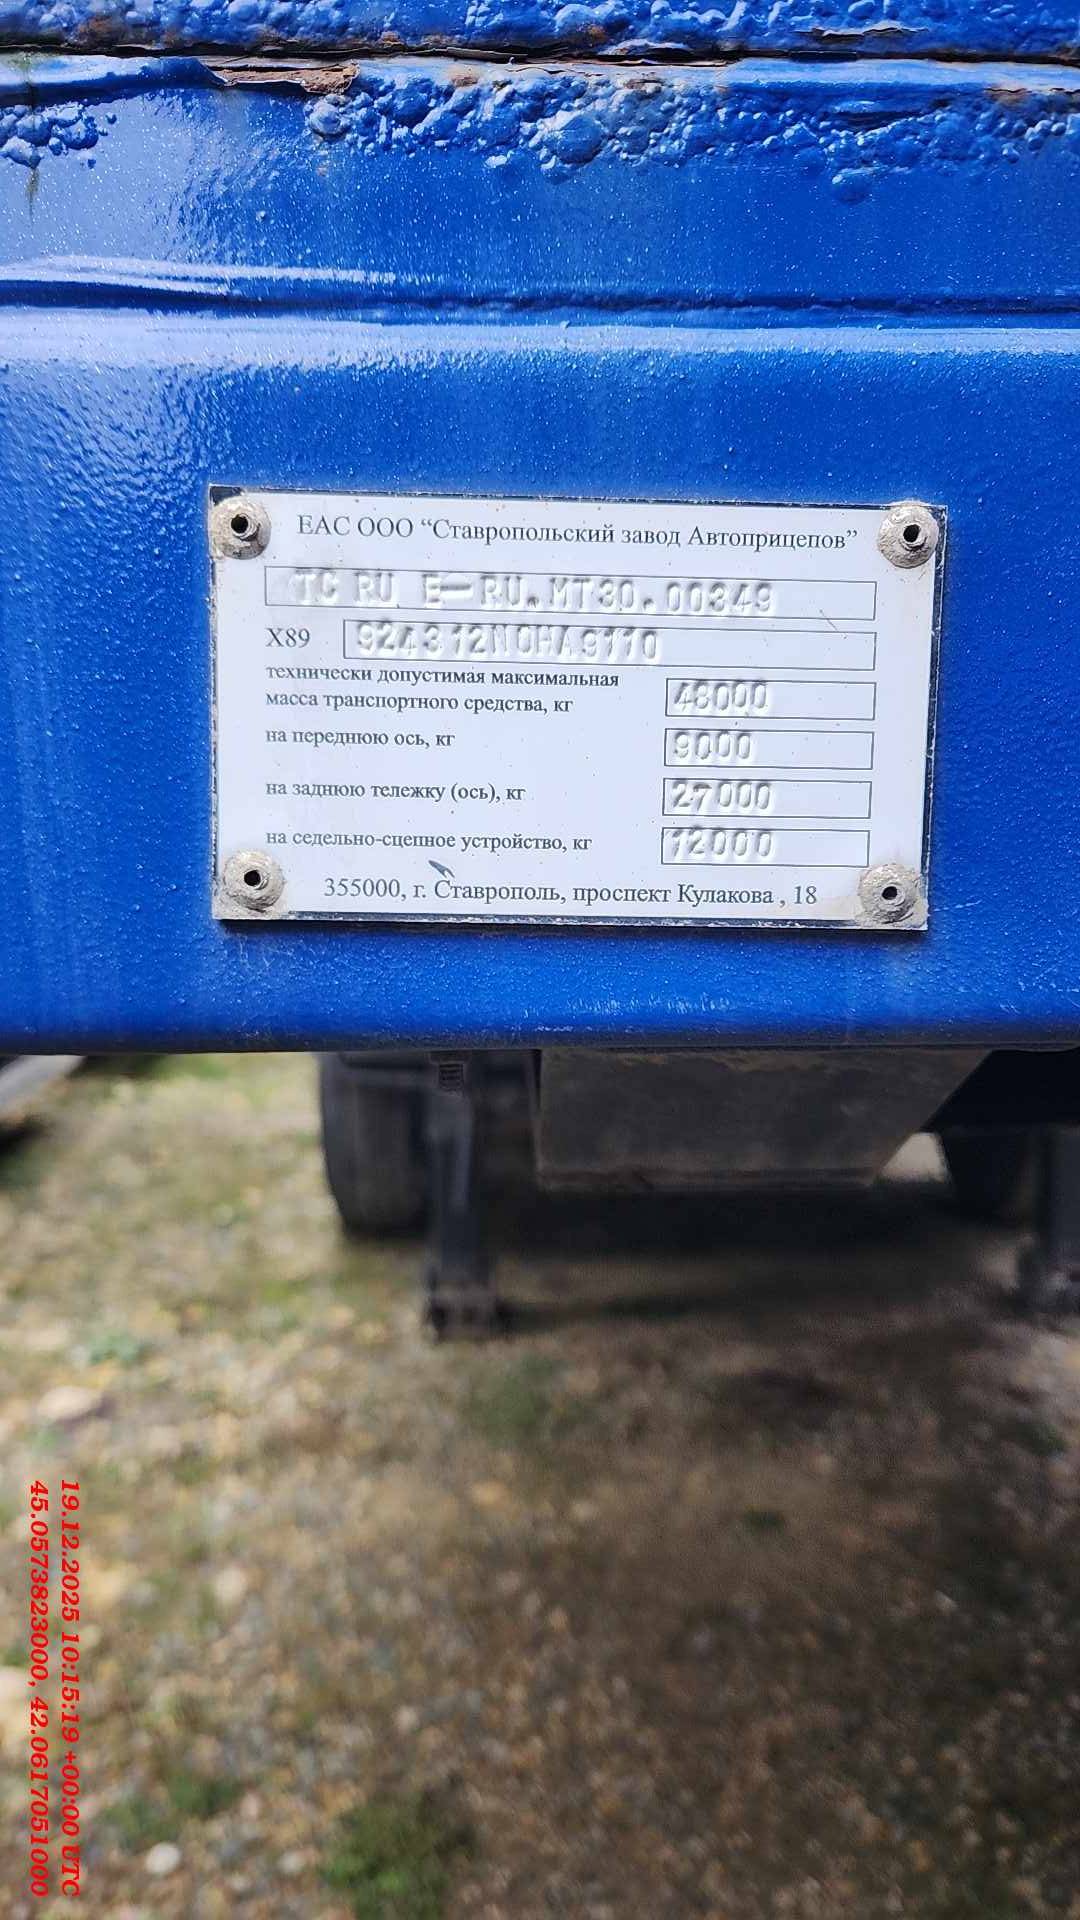 ЕАС ООО “Ставропольский завод Автоприцепов”
TC RU E-RU.MT30.00349
X89 924312N0HA9110
технически допустимая максимальная
масса транспортного средства, кг 48000
на переднюю ось, кг 9000
на заднюю тележку (ось), кг 27000
на седельно-сцепное устройство, кг 12000
355000, г. Ставрополь, проспект Кулакова , 18
19.12.2025 10:15:19 +00:00 UTC
45.0573823000, 42.0617051000